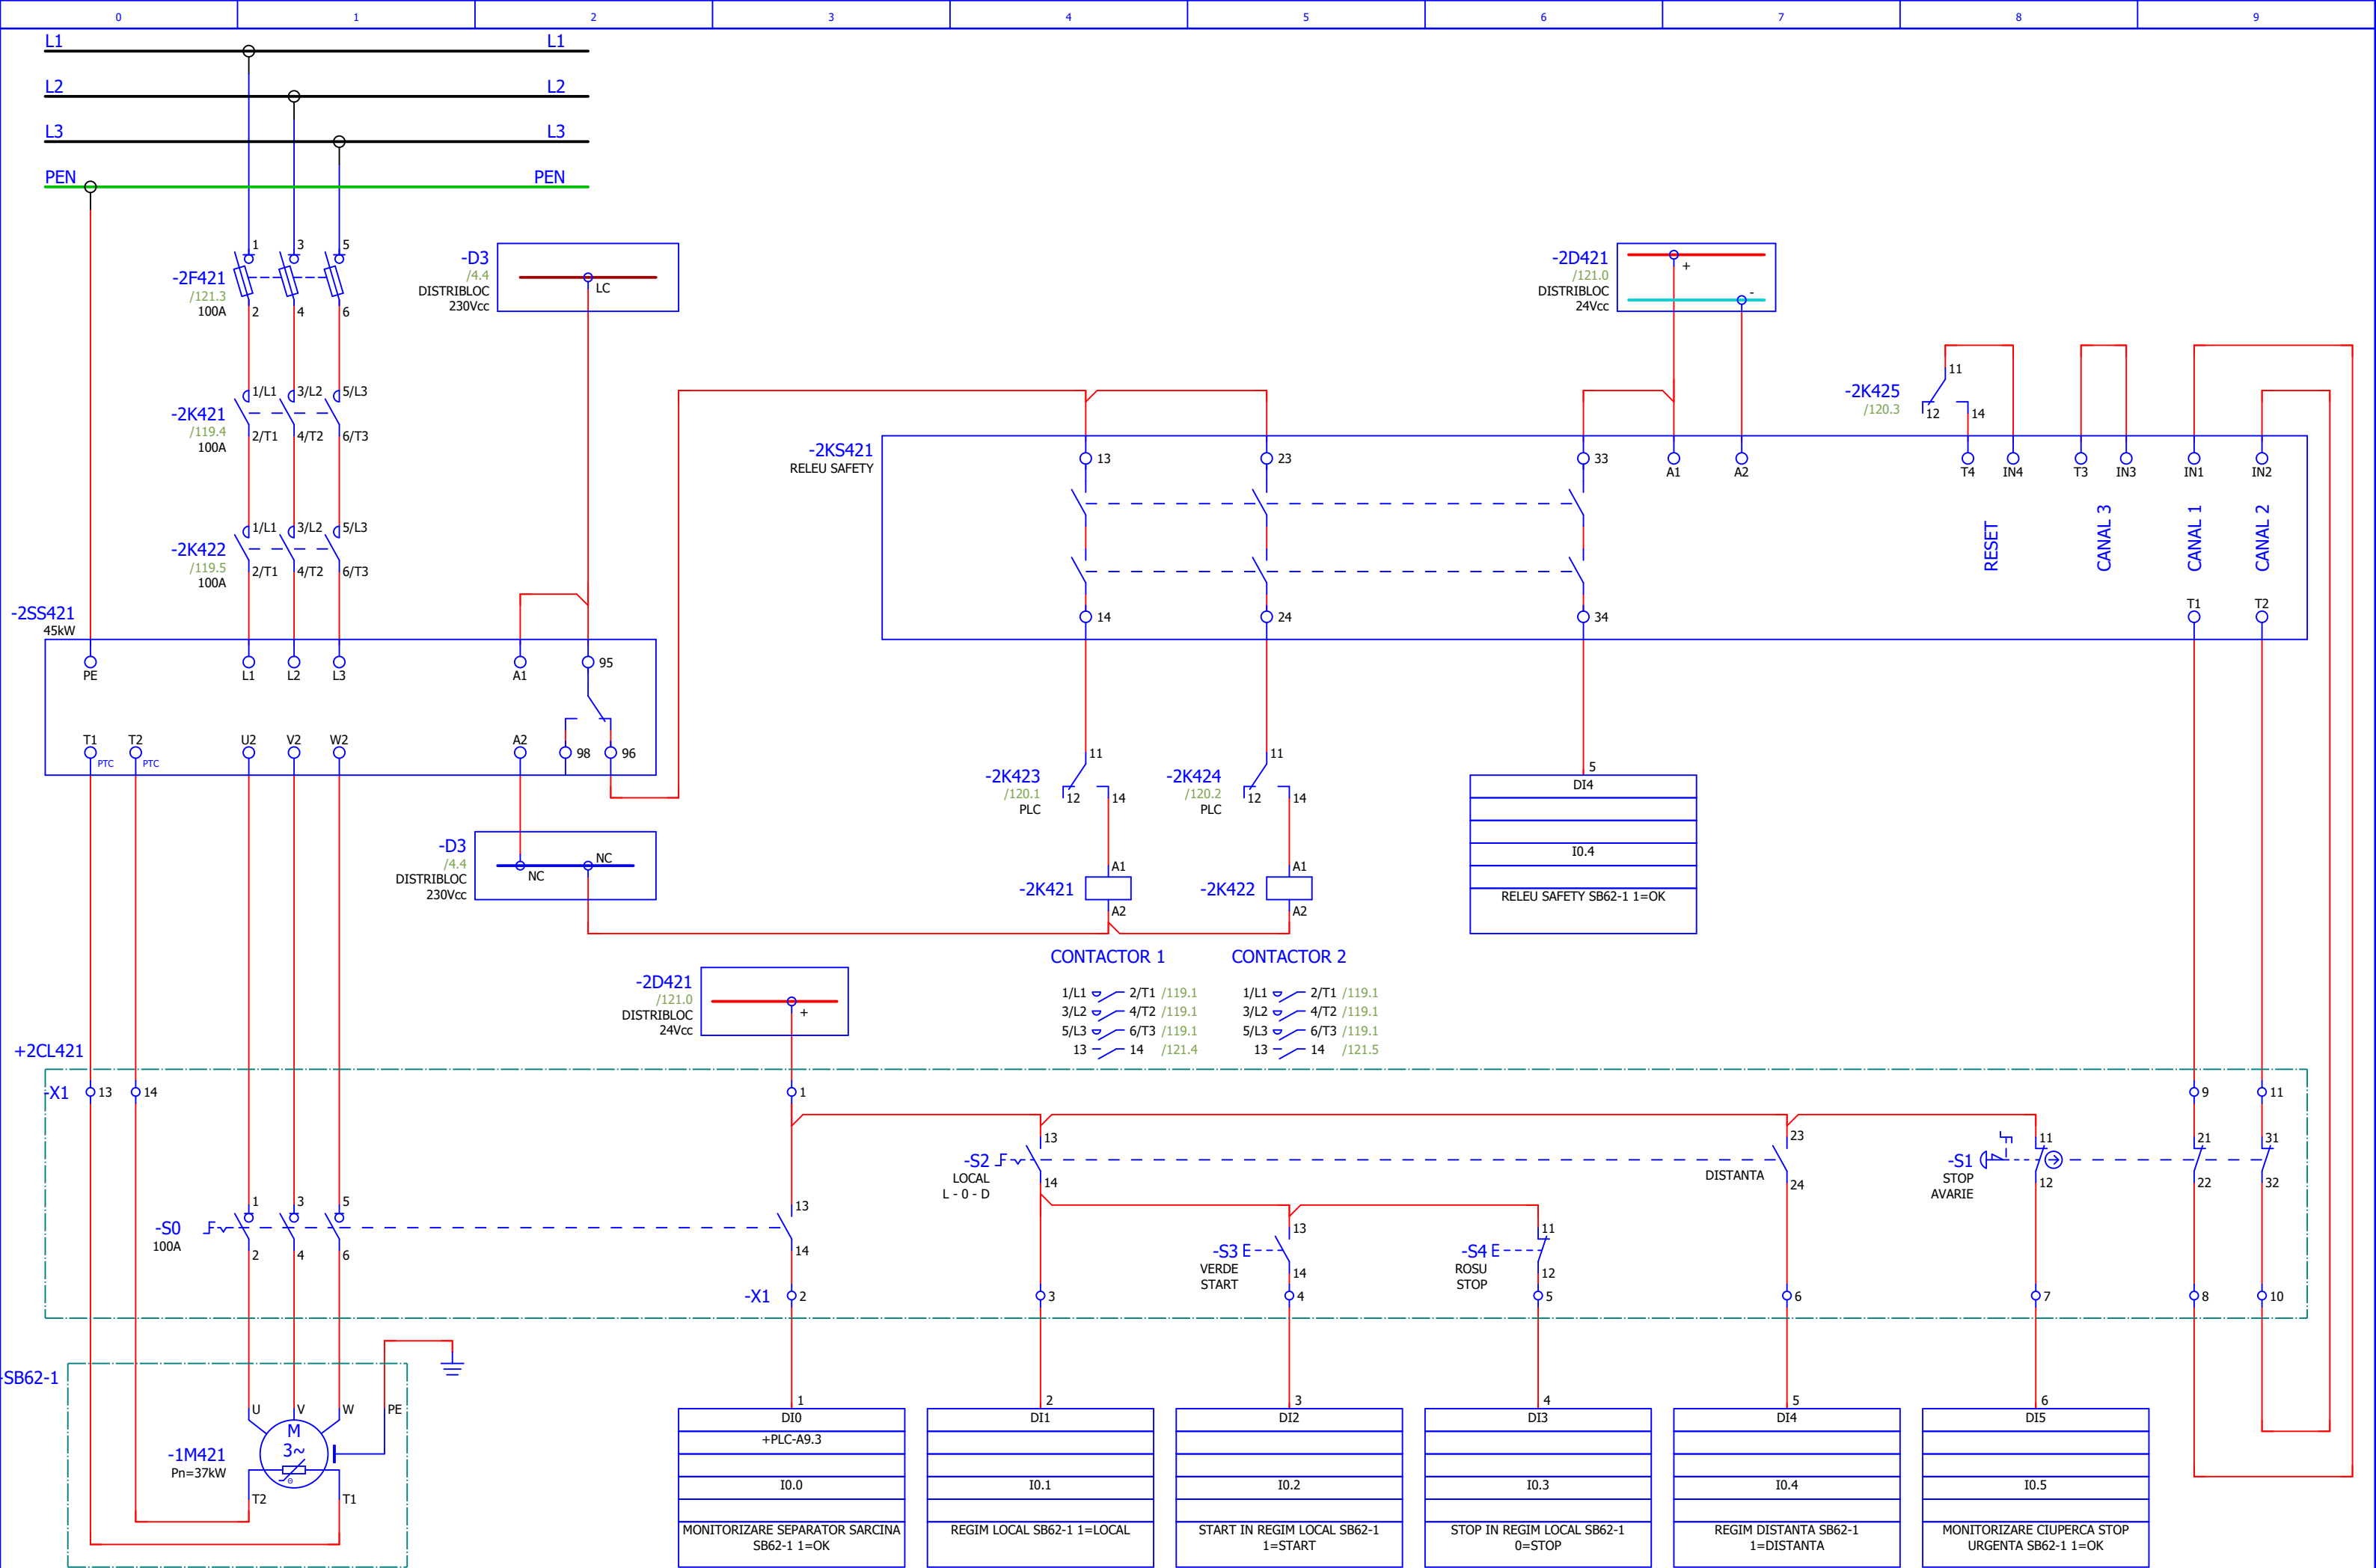 0 1 2 3 4 5 6 7 8 9
L1 L1
L2 L2
L3 L3
PEN PEN
-2F421
/121.3
100A
1 3 5
2 4 6
-D3
/4.4
DISTRIBLOC
230Vcc
LC
-2D421
/121.0
DISTRIBLOC
24Vcc
+
-
-2K421
/119.4
100A
1/L1 3/L2 5/L3
2/T1 4/T2 6/T3
-2K422
/119.5
100A
1/L1 3/L2 5/L3
2/T1 4/T2 6/T3
-2K425
/120.3
11
12 14
-2KS421
RELEU SAFETY
13 23 33
A1 A2
T4 IN4 T3 IN3 IN1 IN2
RESET
CANAL 3
CANAL 1
CANAL 2
14 24 34
T1 T2
-2SS421
45kW
PE L1 L2 L3 A1 95
T1 T2 U2 V2 W2 A2 98 96
PTC PTC
-2K423
/120.1
PLC
11
12 14
-2K424
/120.2
PLC
11
12 14
5
DI4
I0.4
RELEU SAFETY SB62-1 1=OK
-D3
/4.4
DISTRIBLOC
230Vcc
NC
NC
-2K421
A1
A2
-2K422
A1
A2
CONTACTOR 1
1/L1 2/T1 /119.1
3/L2 4/T2 /119.1
5/L3 6/T3 /119.1
13 14 /121.4
CONTACTOR 2
1/L1 2/T1 /119.1
3/L2 4/T2 /119.1
5/L3 6/T3 /119.1
13 14 /121.5
-2D421
/121.0
DISTRIBLOC
24Vcc
+
+2CL421
-X1 13 14 1 9 11
-S2
LOCAL
L - 0 - D
13
14
DISTANTA
23
24
-S1
STOP
AVARIE
11 21 31
12 22 32
-S0
100A
1 3 5 13
2 4 6 14
-S3
VERDE
START
13
14
-S4
ROSU
STOP
11
12
E
E
-X1 2 3 4 5 6 7 8 10
-SB62-1
-1M421
Pn=37kW
U V W PE
M
3~
θ
T2 T1
1
DI0
+PLC-A9.3
I0.0
MONITORIZARE SEPARATOR SARCINA
SB62-1 1=OK
2
DI1
I0.1
REGIM LOCAL SB62-1 1=LOCAL
3
DI2
I0.2
START IN REGIM LOCAL SB62-1
1=START
4
DI3
I0.3
STOP IN REGIM LOCAL SB62-1
0=STOP
5
DI4
I0.4
REGIM DISTANTA SB62-1
1=DISTANTA
6
DI5
I0.5
MONITORIZARE CIUPERCA STOP
URGENTA SB62-1 1=OK